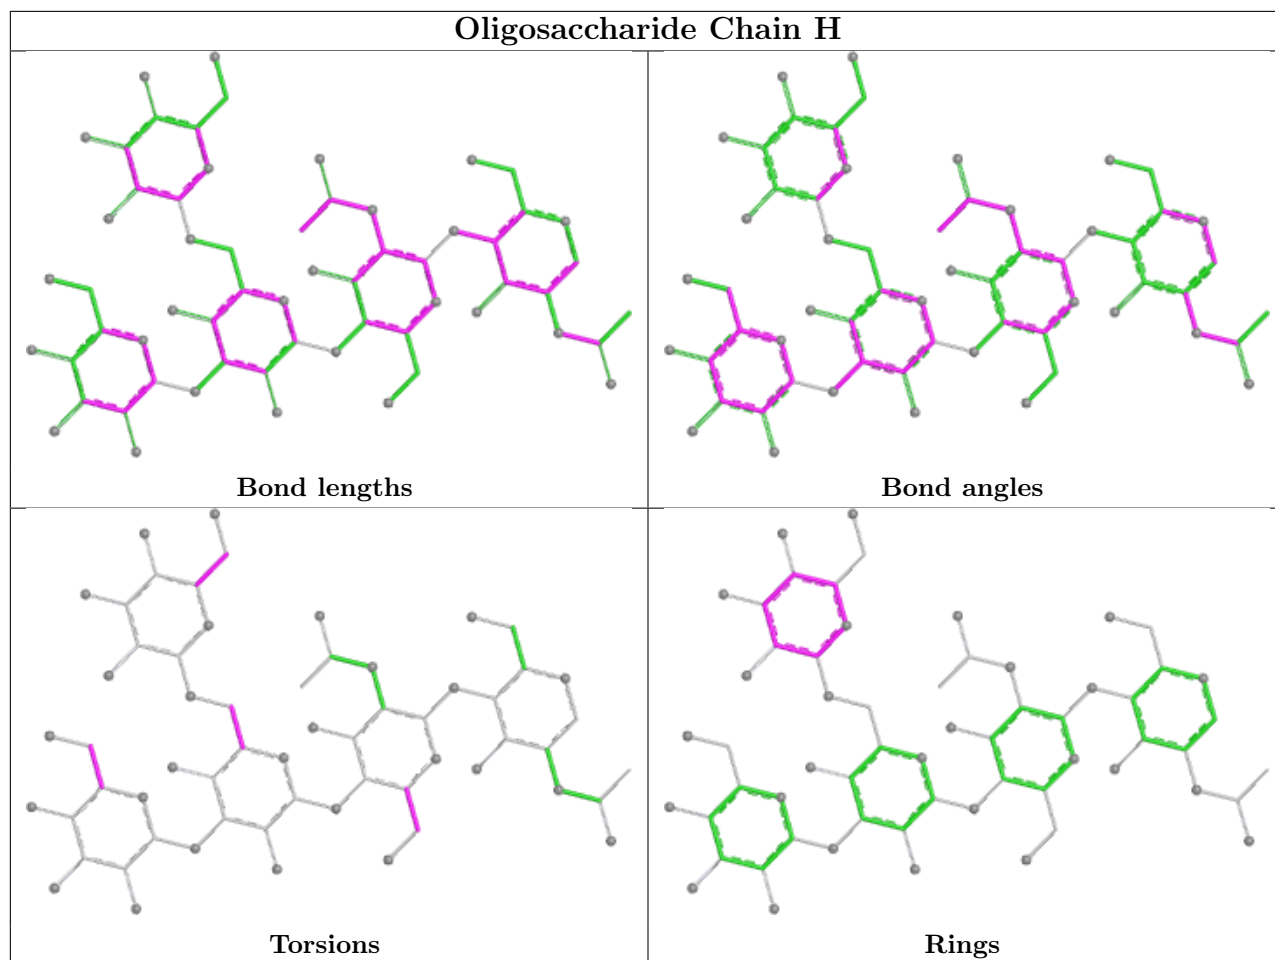 Oligosaccharide Chain H
Bond lengths
Bond angles
Torsions
Rings